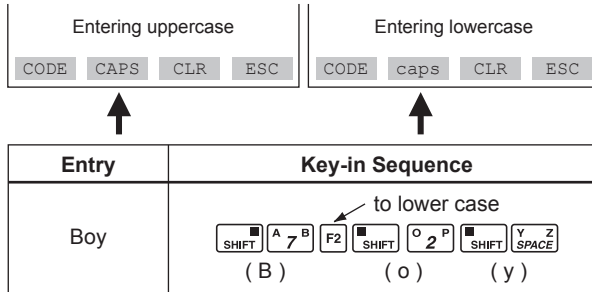 Entering uppercase Entering lowercase
CODE CAPS CLR ESC CODE caps CLR ESC
Entry Key-in Sequence
to lower case
Boy SHIFT A 7 B F2 SHIFT O 2 P SHIFT Y Z SPACE
( B ) ( o ) ( y )